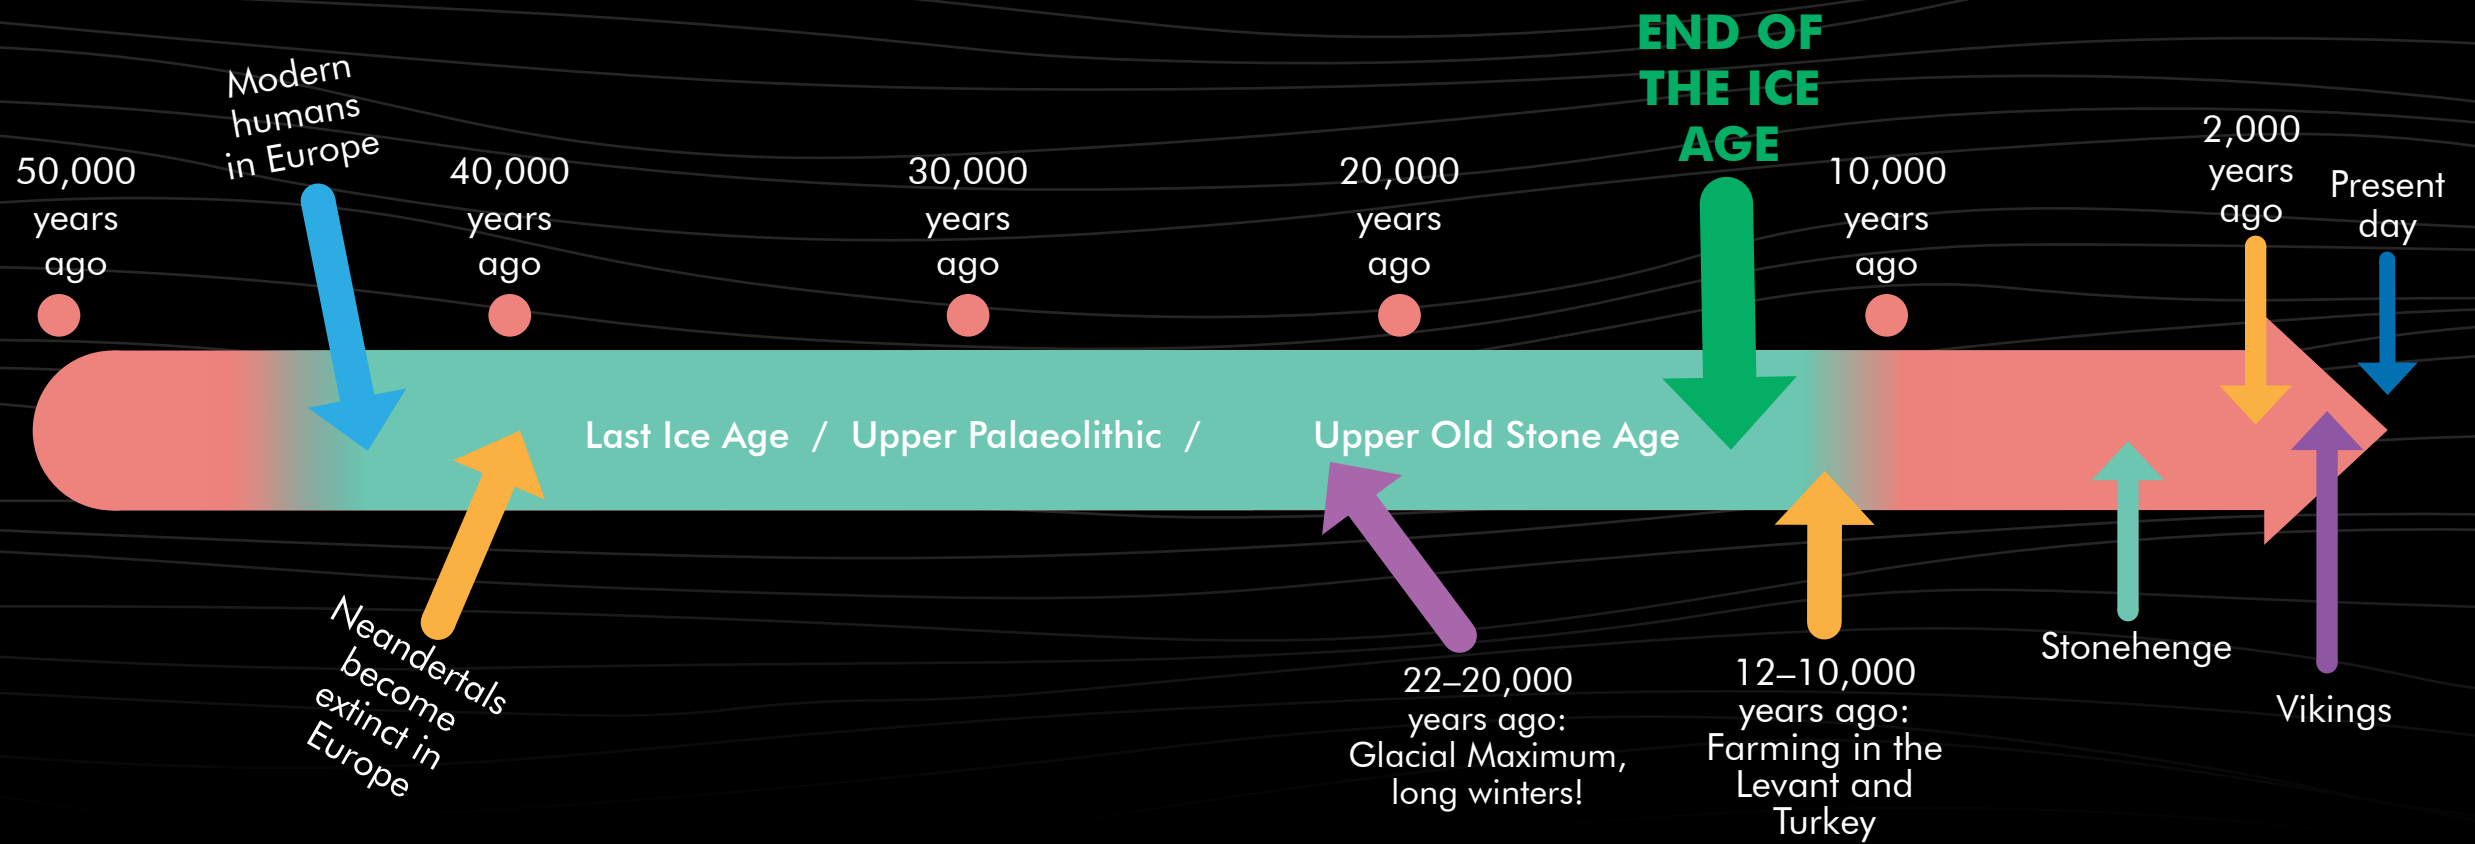 END OF
THE ICE
AGE
Modern
humans
in Europe
50,000
years
ago
40,000
years
ago
30,000
years
ago
20,000
years
ago
10,000
years
ago
2,000
years
ago
Present
day
Last Ice Age / Upper Palaeolithic / Upper Old Stone Age
Neandertals
become
extinct in
Europe
22–20,000
years ago:
Glacial Maximum,
long winters!
12–10,000
years ago:
Farming in the
Levant and
Turkey
Stonehenge
Vikings